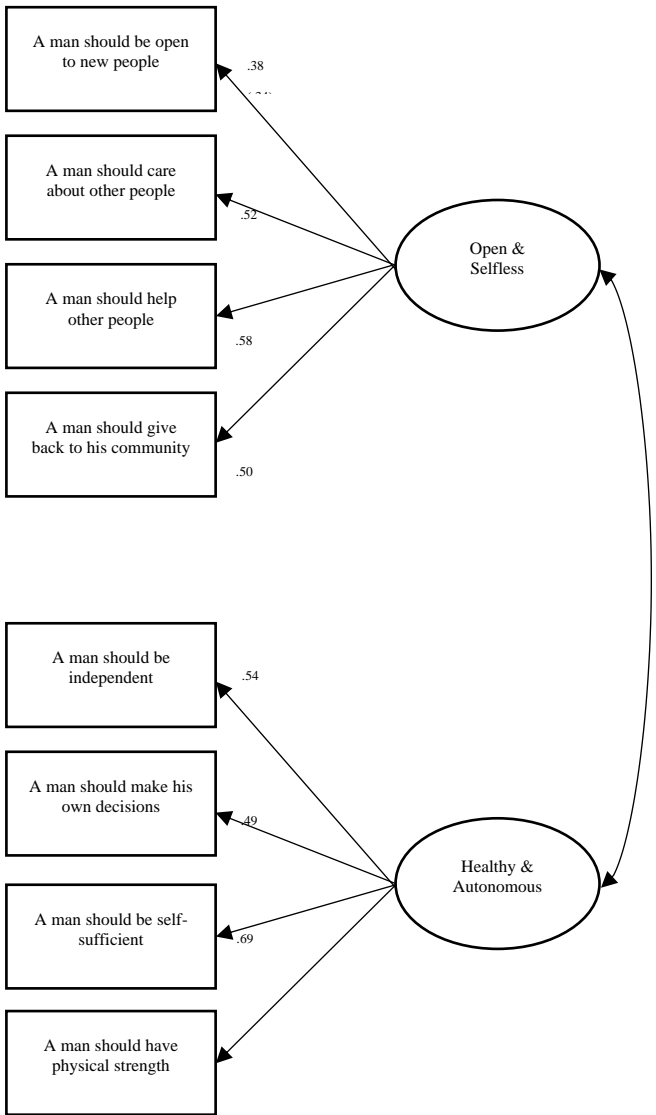 A man should be open
to new people
.38
A man should care
about other people
.52
Open &
Selfless
A man should help
other people
.58
A man should give
back to his community
.50
A man should be
independent
.54
A man should make his
own decisions
.49
Healthy &
Autonomous
A man should be self-
sufficient
.69
A man should have
physical strength